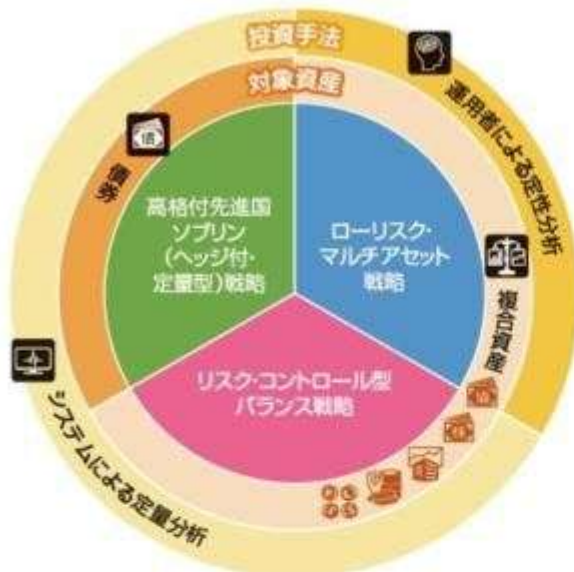 投資手法
対象資産
運用者による定性分析
債券
債
高格付先進国
ソブリン
(ヘッジ付・
定量型)戦略
ローリスク・
マルチアセット
戦略
複合資産
リスク・コントロール型
バランス戦略
システムによる定量分析